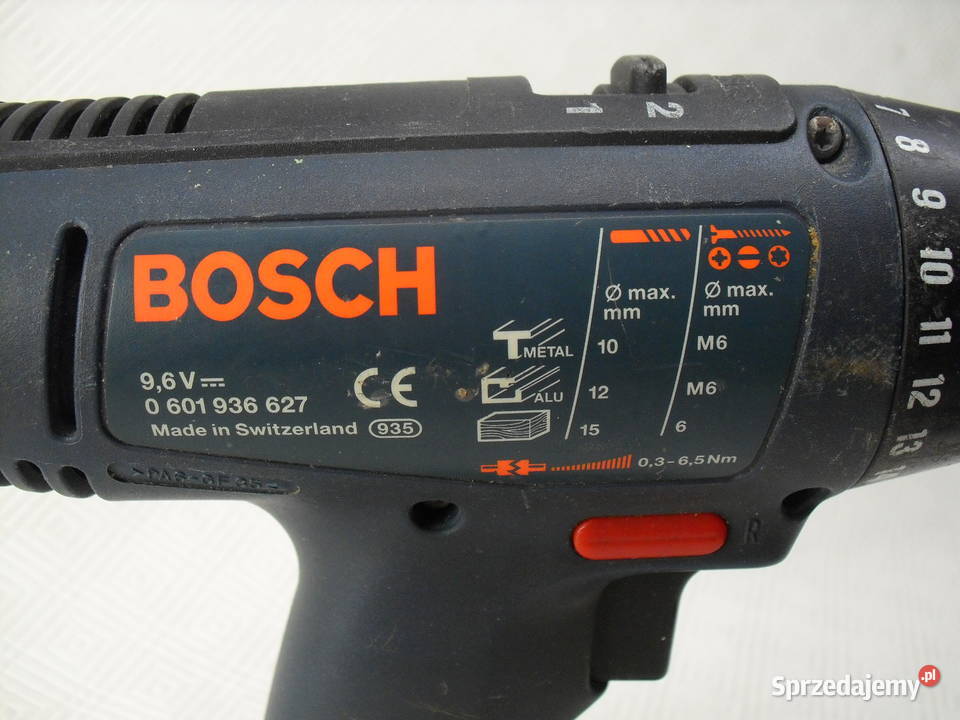 1 2
7
8
9
10
11
12
13
BOSCH
9,6 V
0 601 936 627
Made in Switzerland 935
CE
Ø max. Ø max.
mm mm
METAL 10 M6
ALU 12 M6
15 6
0,3–6,5 Nm
R
Sprzedajemy.pl